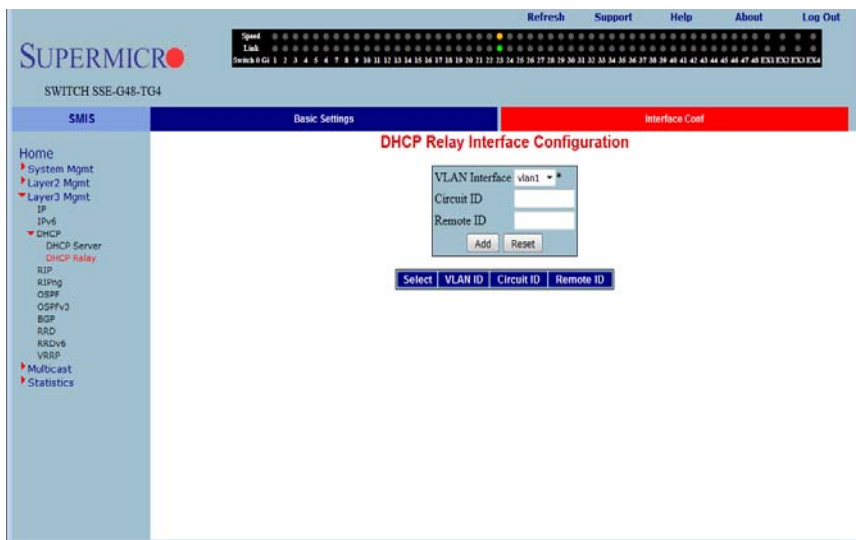 Refresh Support Help About Log Out
Speed
Link
Switch 0 Gi 1 2 3 4 5 6 7 8 9 10 11 12 13 14 15 16 17 18 19 20 21 22 23 24 25 26 27 28 29 30 31 32 33 34 35 36 37 38 39 40 41 42 43 44 45 46 47 48 EX1 EX2 EX3 EX4
SUPERMICRO
SWITCH SSE-G48-TG4
SMIS Basic Settings Interface Conf
Home
System Mgmt
Layer2 Mgmt
Layer3 Mgmt
IP
IPv6
DHCP
DHCP Server
DHCP Relay
RIP
RIPng
OSPF
OSPFv3
BGP
RRD
RRDv6
VRRP
Multicast
Statistics
DHCP Relay Interface Configuration
VLAN Interface vlan1 *
Circuit ID
Remote ID
Add Reset
Select VLAN ID Circuit ID Remote ID